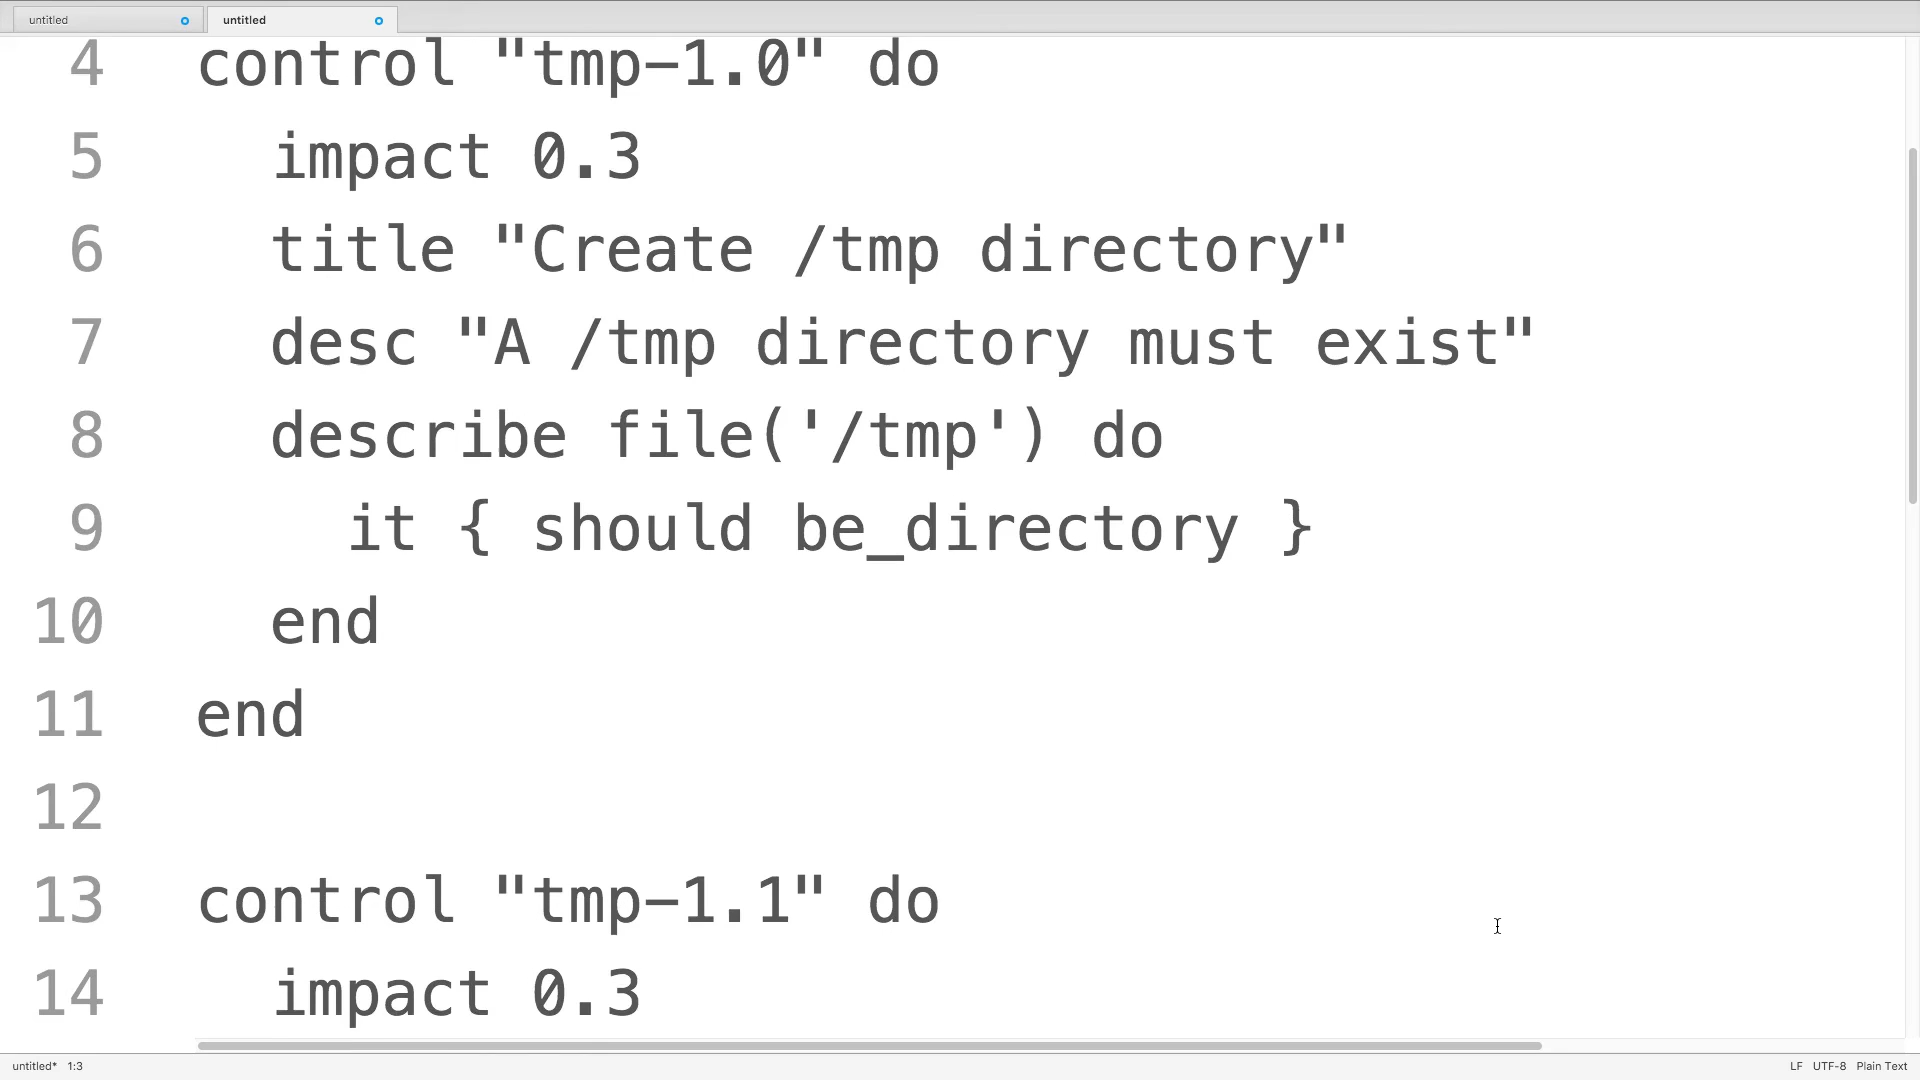 untitled untitled
4 control "tmp-1.0" do
5 impact 0.3
6 title "Create /tmp directory"
7 desc "A /tmp directory must exist"
8 describe file('/tmp') do
9 it { should be_directory }
10 end
11 end
12
13 control "tmp-1.1" do
14 impact 0.3
untitled* 1:3 LF UTF-8 Plain Text